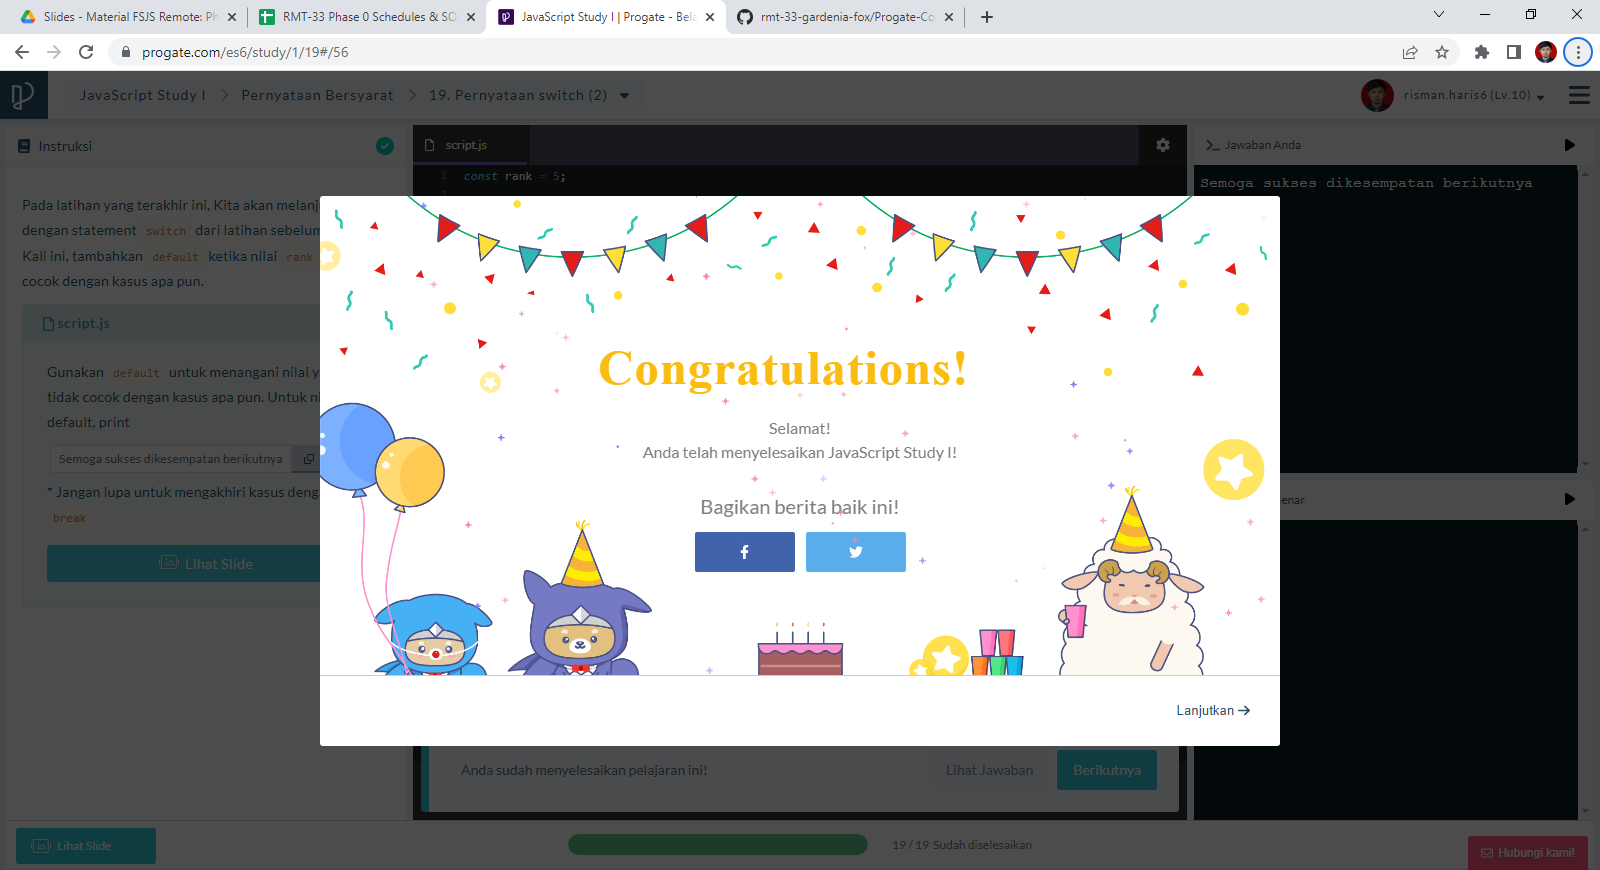 Slides - Material FSJS Remote: Ph
RMT-33 Phase 0 Schedules & SO
JavaScript Study I | Progate - Bela
rmt-33-gardenia-fox/Progate-Co
progate.com/es6/study/1/19#/56
JavaScript Study I
Pernyataan Bersyarat
19. Pernyataan switch (2)
risman.haris6 (Lv.10)
Instruksi
script.js
Jawaban Anda
1 const rank = 5;
2
Semoga sukses dikesempatan berikutnya
Pada latihan yang terakhir ini, Kita akan melanj
dengan statement switch dari latihan sebelum
Kali ini, tambahkan default ketika nilai rank
cocok dengan kasus apa pun.
script.js
Gunakan default untuk menangani nilai y
tidak cocok dengan kasus apa pun. Untuk ni
default, print
Semoga sukses dikesempatan berikutnya
* Jangan lupa untuk mengakhiri kasus deng
break
Lihat Slide
Congratulations!
Selamat!
Anda telah menyelesaikan JavaScript Study I!
Bagikan berita baik ini!
Lanjutkan
enar
Anda sudah menyelesaikan pelajaran ini!
Lihat Jawaban
Berikutnya
Lihat Slide
19 / 19 Sudah diselesaikan
Hubungi kami!